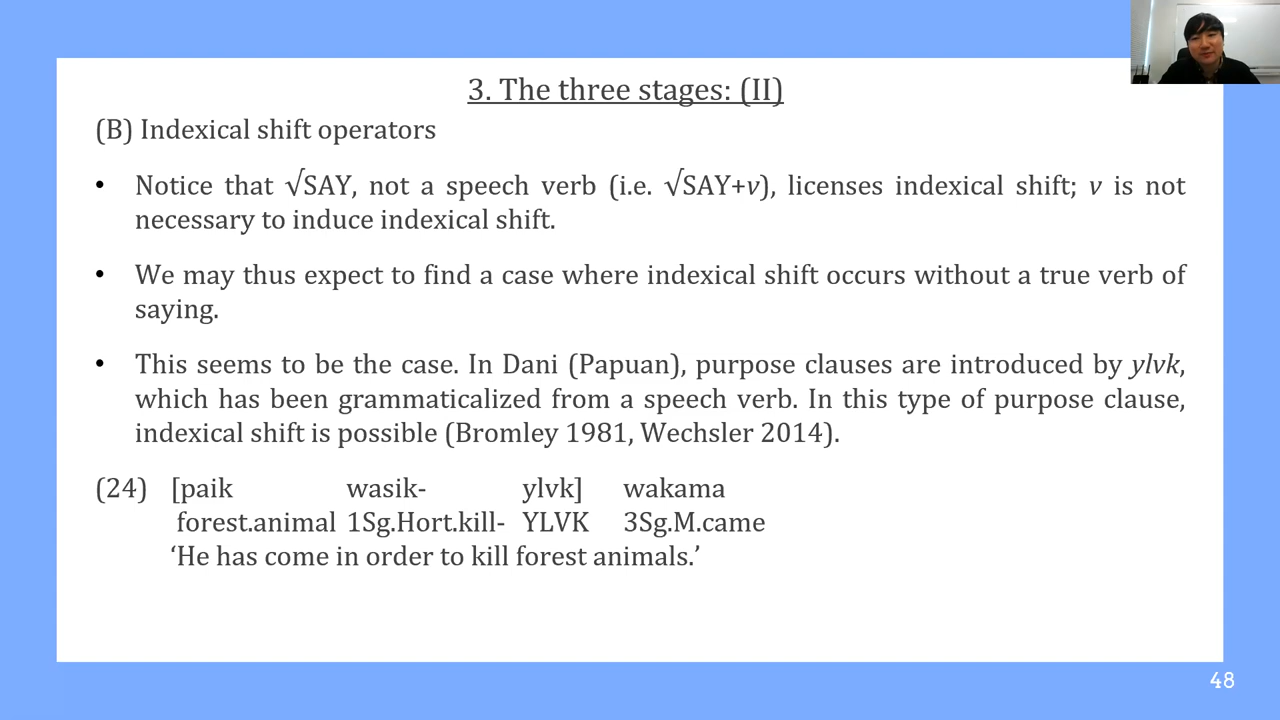 3. The three stages: (II)
(B) Indexical shift operators
• Notice that √SAY, not a speech verb (i.e. √SAY+v), licenses indexical shift; v is not
necessary to induce indexical shift.
• We may thus expect to find a case where indexical shift occurs without a true verb of
saying.
• This seems to be the case. In Dani (Papuan), purpose clauses are introduced by ylvk,
which has been grammaticalized from a speech verb. In this type of purpose clause,
indexical shift is possible (Bromley 1981, Wechsler 2014).
(24) [paik wasik- ylvk] wakama
forest.animal 1Sg.Hort.kill- YLVK 3Sg.M.came
‘He has come in order to kill forest animals.’
48